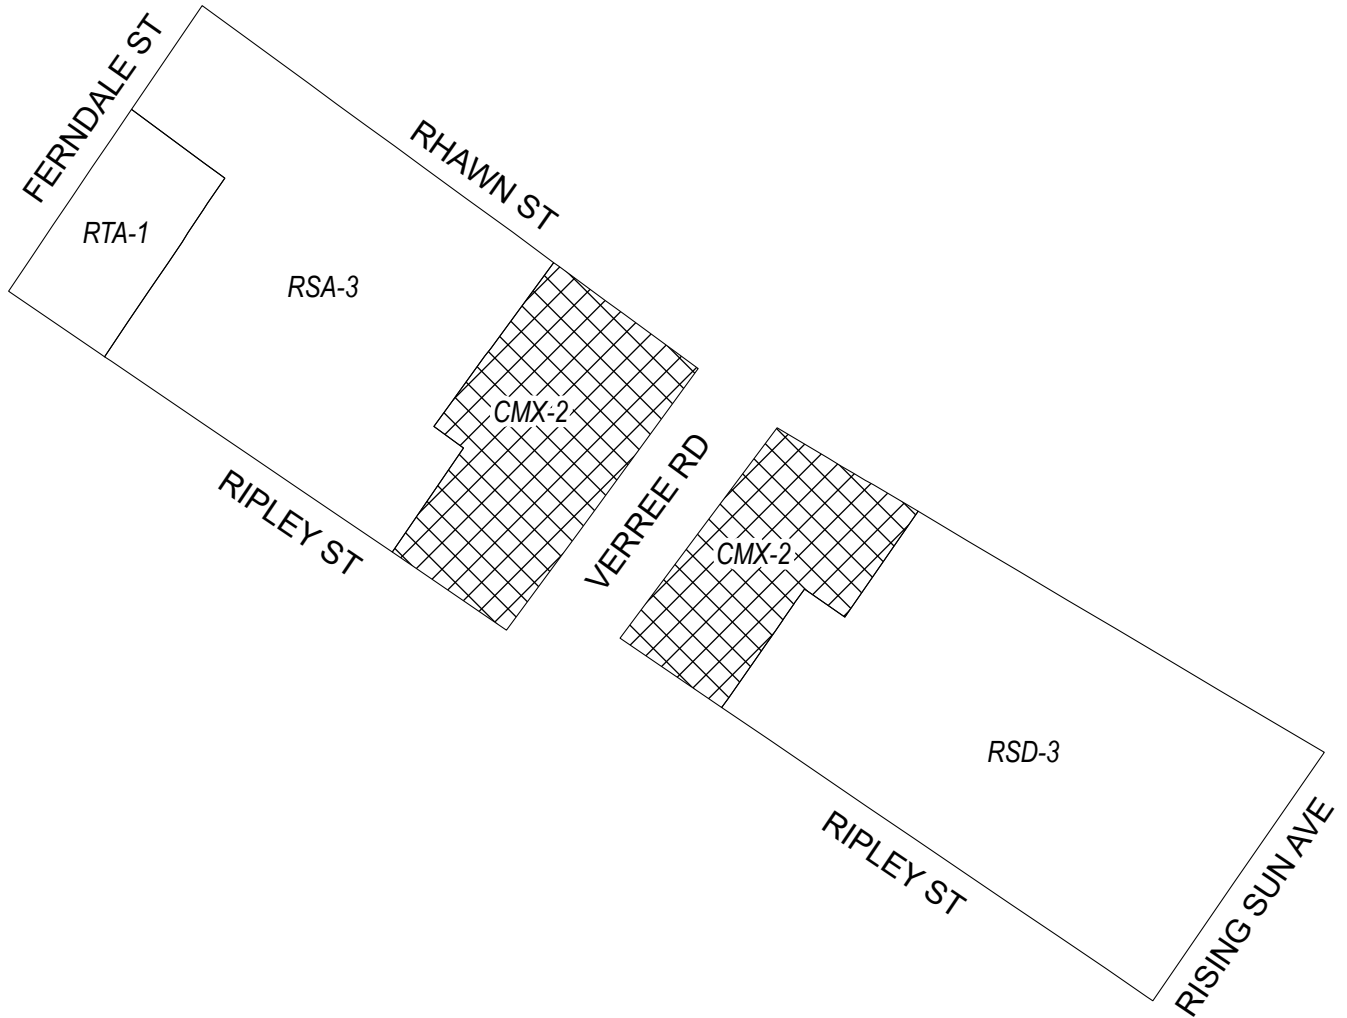 FERNDALE ST
RHAWN ST
RTA-1
RSA-3
CMX-2
RIPLEY ST
VERREE RD
CMX-2
RSD-3
RIPLEY ST
RISING SUN AVE